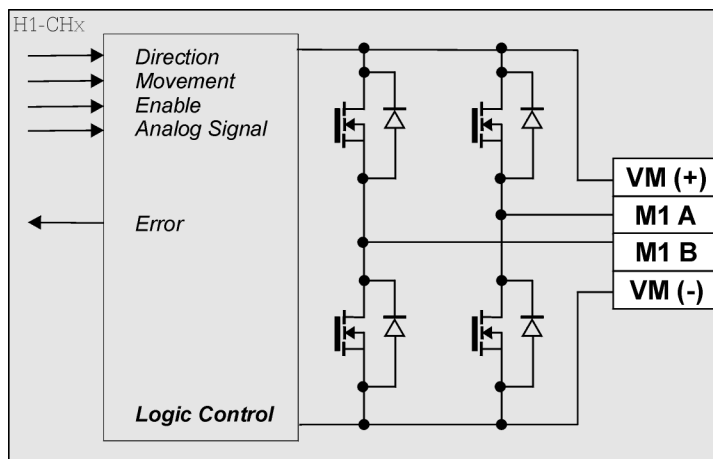 H1-CHx
Direction
Movement
Enable
Analog Signal
Error
Logic Control
VM (+)
M1 A
M1 B
VM (-)